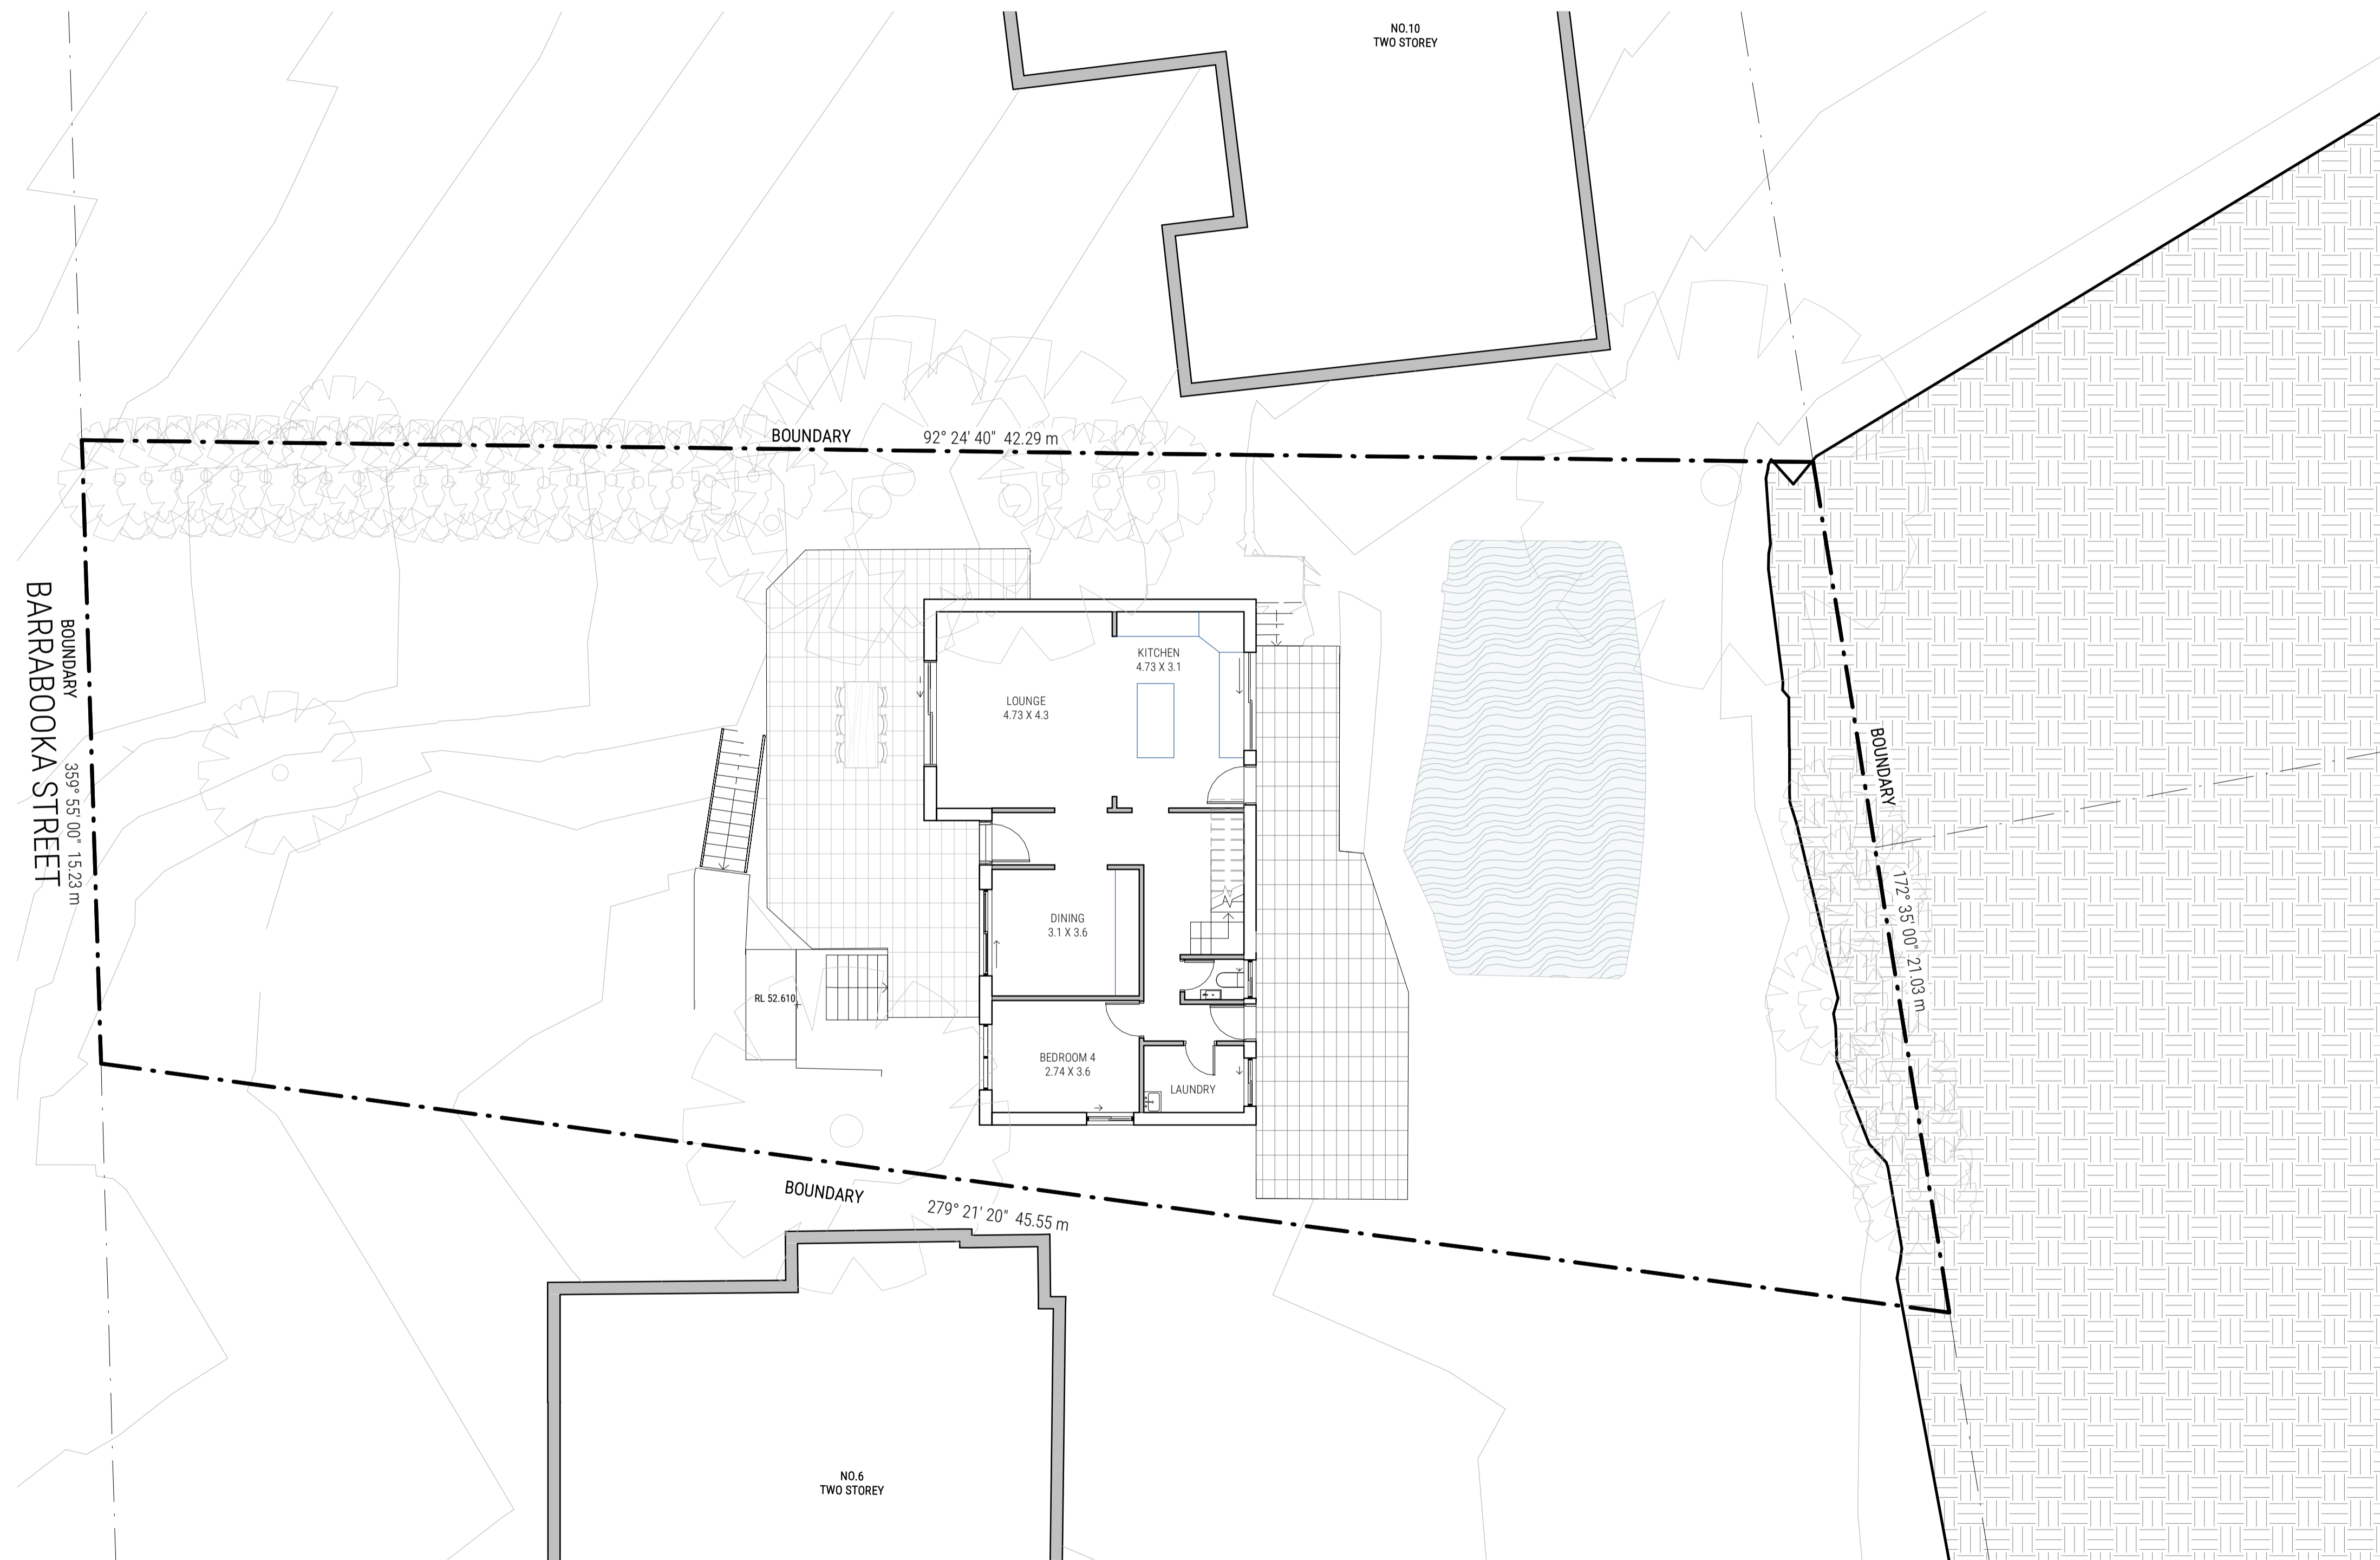 NO.10
TWO STOREY
BOUNDARY
92° 24' 40" 42.29 m
BOUNDARY
BARRABOOKA STREET
359° 55' 00" 15.23 m
KITCHEN
4.73 X 3.1
LOUNGE
4.73 X 4.3
BOUNDARY
172° 35' 00" 21.03 m
DINING
3.1 X 3.6
RL 52.610
BEDROOM 4
2.74 X 3.6
LAUNDRY
BOUNDARY
279° 21' 20" 45.55 m
NO.6
TWO STOREY